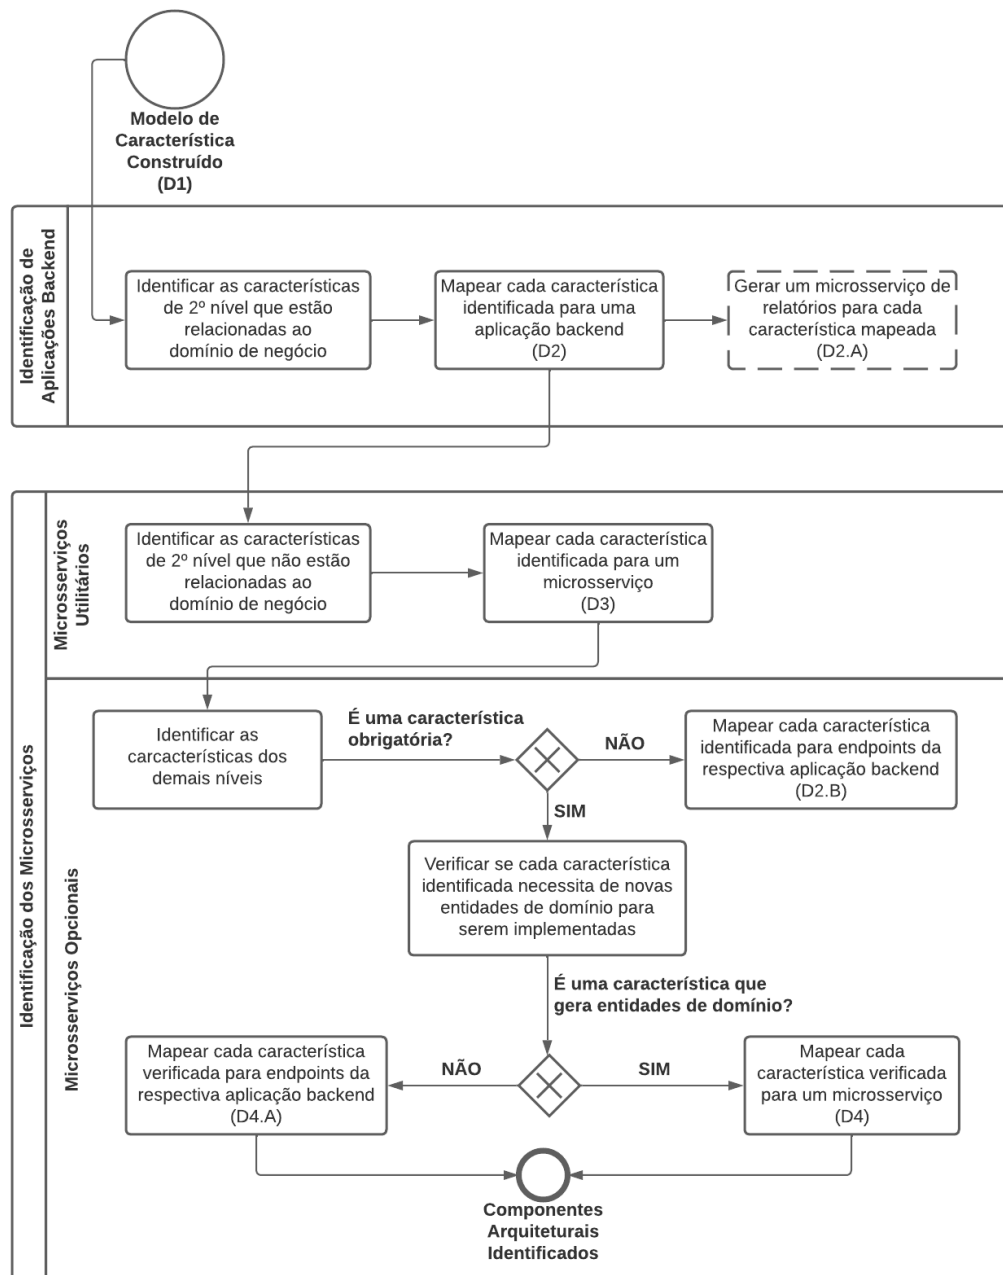 Modelo de
Característica
Construído
(D1)
Identificação de
Aplicações Backend
Identificar as características
de 2º nível que estão
relacionadas ao
domínio de negócio
Mapear cada característica
identificada para uma
aplicação backend
(D2)
Gerar um microserviço de
relatórios para cada
característica mapeada
(D2.A)
Identificação dos Microsserviços
Microsserviços
Utilitários
Identificar as características
de 2º nível que não estão
relacionadas ao
domínio de negócio
Mapear cada característica
identificada para um
microsserviço
(D3)
Microsserviços Opcionais
Identificar as
carcacterísticas dos
demais níveis
É uma característica
obrigatória?
NÃO
Mapear cada característica
identificada para endpoints da
respectiva aplicação backend
(D2.B)
SIM
Verificar se cada característica
identificada necessita de novas
entidades de domínio para
serem implementadas
É uma característica que
gera entidades de domínio?
Mapear cada característica
verificada para endpoints da
respectiva aplicação backend
(D4.A)
NÃO
SIM
Mapear cada
característica verificada
para um microsserviço
(D4)
Componentes
Arquiteturais
Identificados